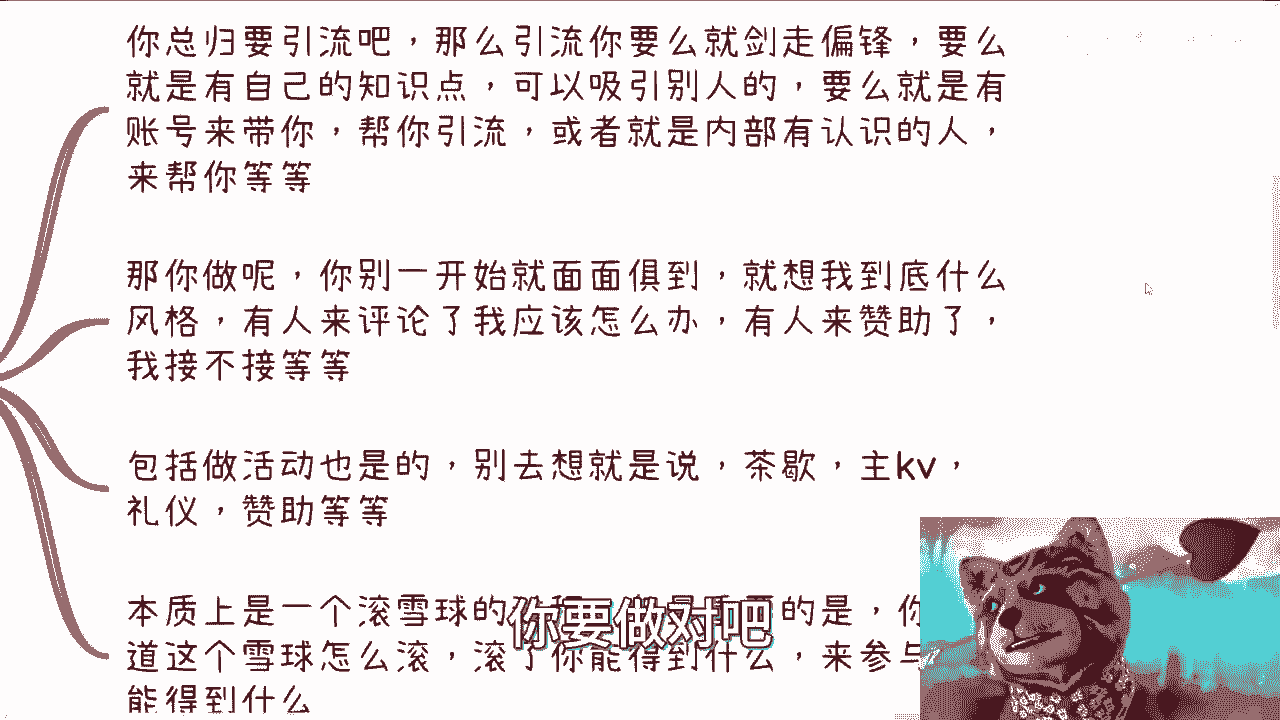 你总归要引流吧，那么引流你要么就剑走偏锋，要么
就是有自己的知识点，可以吸引别人的，要么就是有
账号来带你，帮你引流，或者就是内部有认识的人，
来帮你等等
那你做呢，你别一开始就面面俱到，就想我到底什么
风格，有人来评论了我应该怎么办，有人来赞助了，
我接不接等等
包括做活动也是的，别去想就是说，茶歇，主kv，
礼仪，赞助等等
本质上是一个滚雪球的 的是，你
你要做对吧
道这个雪球怎么滚，滚了你能得到什么，来参与
能得到什么